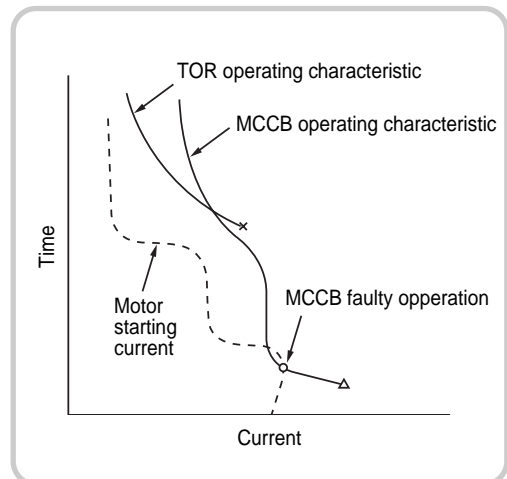 TOR operating characteristic
MCCB operating characteristic
Time
Motor
starting
current
MCCB faulty opperation
Current